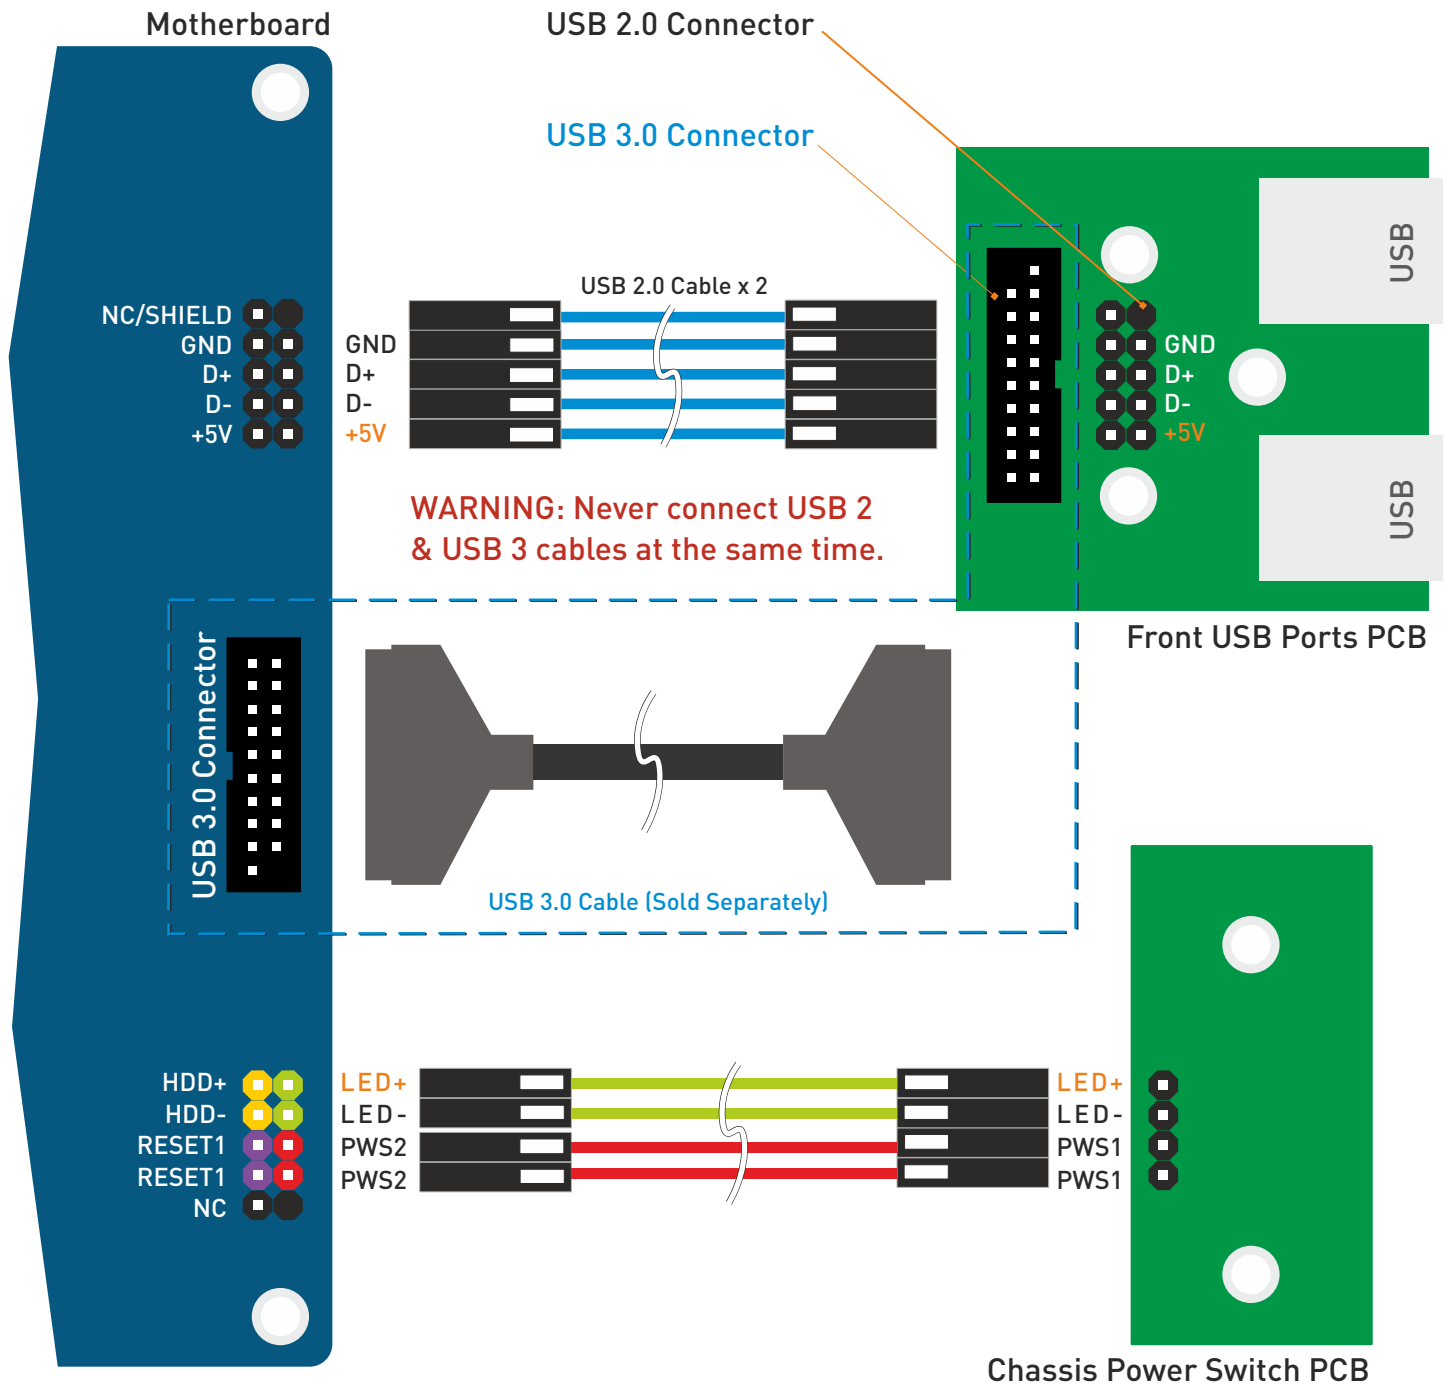 Motherboard
USB 2.0 Connector
USB 3.0 Connector
USB
USB 2.0 Cable x 2
NC/SHIELD
GND
D+
D-
+5V
GND
D+
D-
+5V
GND
D+
D-
+5V
USB
WARNING: Never connect USB 2
& USB 3 cables at the same time.
Front USB Ports PCB
USB 3.0 Connector
USB 3.0 Cable (Sold Separately)
HDD+
HDD-
RESET1
RESET1
NC
LED+
LED-
PWS2
PWS2
LED+
LED-
PWS1
PWS1
Chassis Power Switch PCB